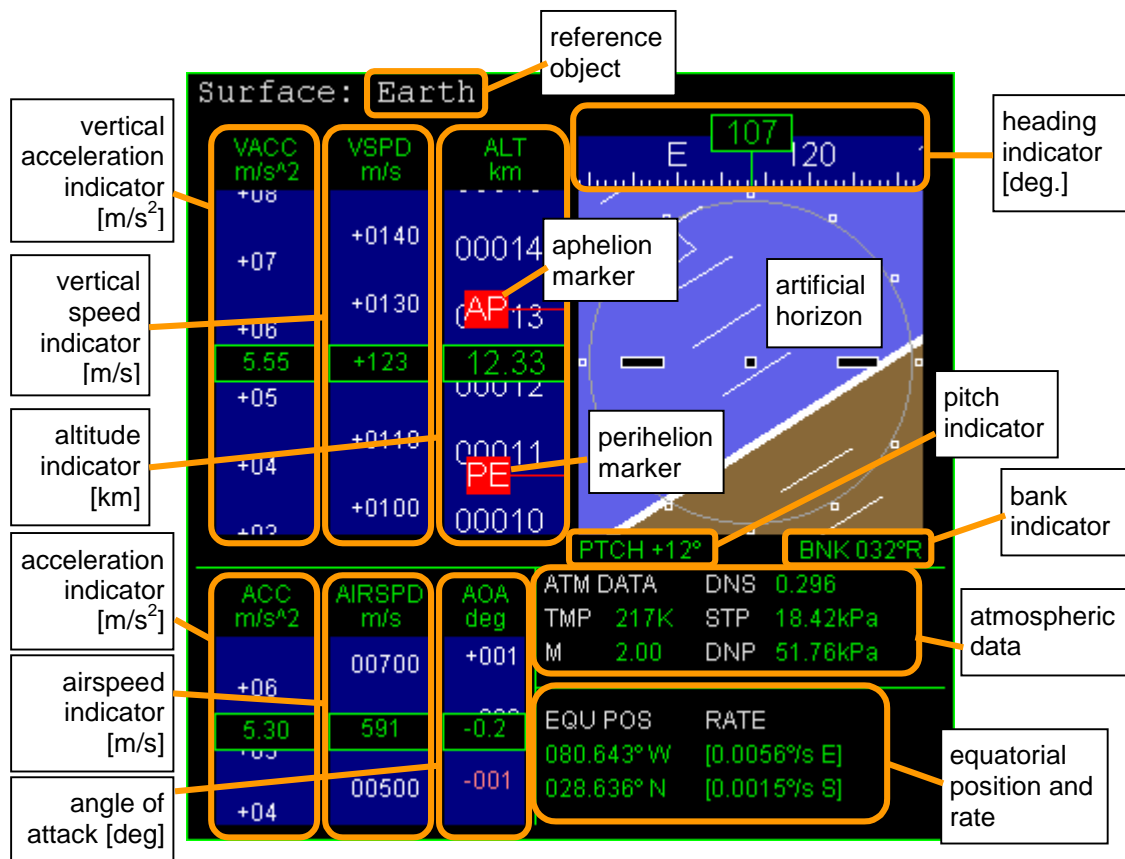 reference
object
Surface: Earth
vertical
acceleration
indicator
[m/s2]
vertical
speed
indicator
[m/s]
altitude
indicator
[km]
acceleration
indicator
[m/s2]
airspeed
indicator
[m/s]
angle of
attack [deg]
VACC
m/s^2
+08
+07
+06
5.55
+05
+04
VSPD
m/s
+0140
+0130
+123
+0110
+0100
ALT
km
00014
AP 13
12.33
00012
00011
PE
00010
aphelion
marker
perihelion
marker
107
E 120
artificial
horizon
heading
indicator
[deg.]
pitch
indicator
bank
indicator
PTCH +12° BNK 032°R
ACC
m/s^2
+06
5.30
+04
AIRSPD
m/s
00700
591
00500
AOA
deg
+001
-0.2
-001
ATM DATA DNS 0.296
TMP 217K STP 18.42kPa
M 2.00 DNP 51.76kPa
atmospheric
data
EQU POS RATE
080.643° W [0.0056°/s E]
028.636° N [0.0015°/s S]
equatorial
position and
rate